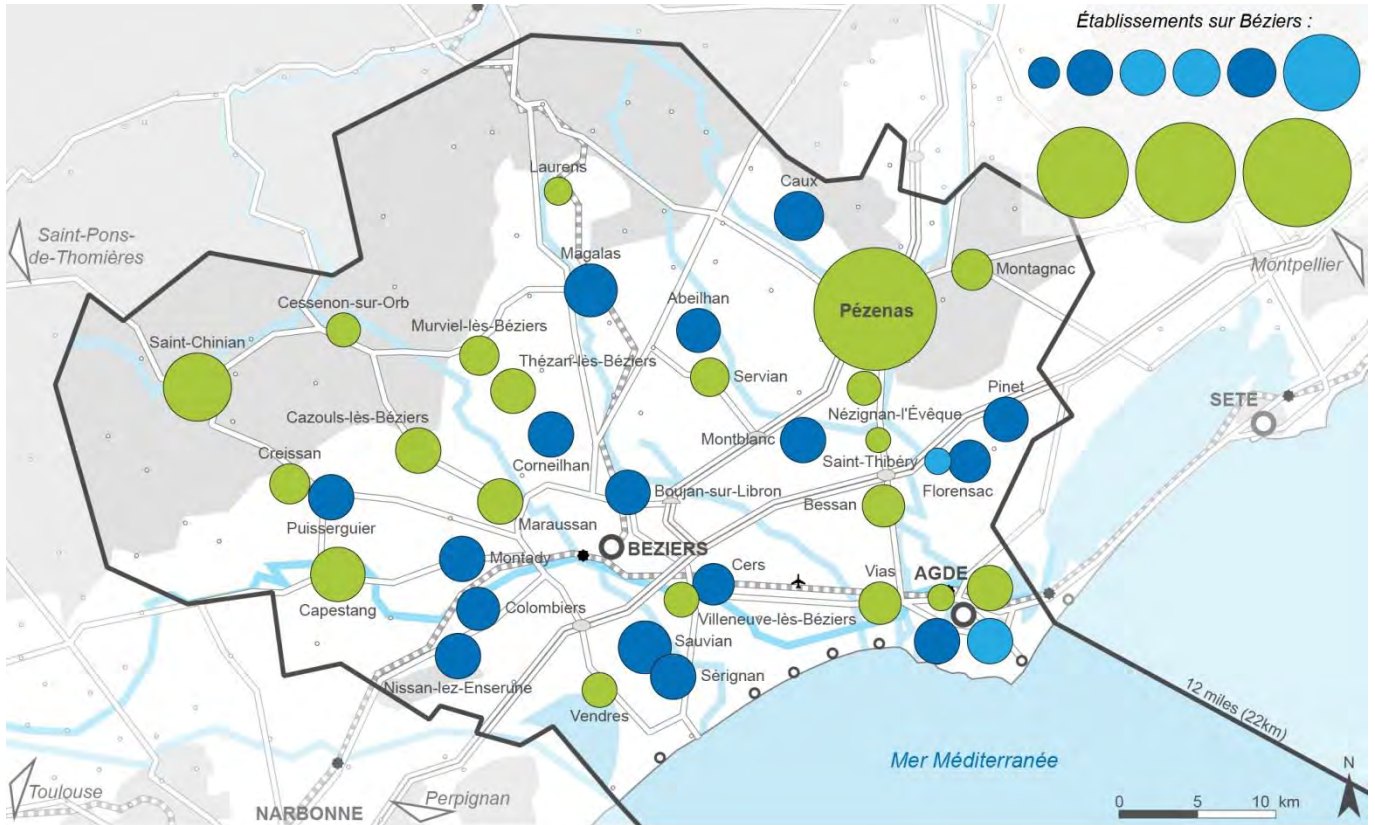 Établissements sur Béziers :
Laurens
Caux
Saint-Pons-
de-Thomières
Magalas
Montagnac
Montpellier
Cessenon-sur-Orb
Abeilhan
Murviel-lès-Béziers
Pézenas
Saint-Chinian
Thézan-lès-Béziers
Servian
Pinet
Nézignan-l'Évêque
SETE
Cazouls-lès-Béziers
Montblanc
Creissan
Corneilhan
Saint-Thibéry
Florensac
Boujan-sur-Libron
Bessan
Puisserguier
Maraussan
BEZIERS
Montady
Cers
Vias
AGDE
Capestang
Colombiers
Villeneuve-lès-Béziers
Sauvian
Sérignan
Nissan-lez-Enserune
Vendres
12 miles (22km)
Mer Méditerranée
N
Toulouse
Perpignan
NARBONNE
0 5 10 km